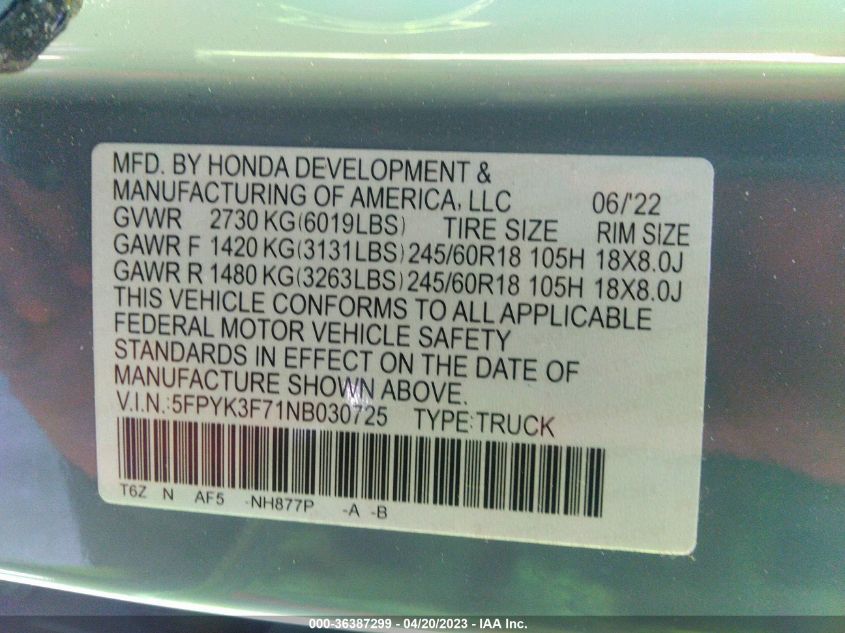 MFD. BY HONDA DEVELOPMENT &
MANUFACTURING OF AMERICA, LLC 06/'22
GVWR 2730 KG(6019LBS) TIRE SIZE RIM SIZE
GAWR F 1420 KG(3131LBS) 245/60R18 105H 18X8.0J
GAWR R 1480 KG(3263LBS) 245/60R18 105H 18X8.0J
THIS VEHICLE CONFORMS TO ALL APPLICABLE
FEDERAL MOTOR VEHICLE SAFETY
STANDARDS IN EFFECT ON THE DATE OF
MANUFACTURE SHOWN ABOVE.
V.I.N.:5FPYK3F71NB030725 TYPE:TRUCK
T6Z N AF5 -NH877P -A -B
000-36387299 - 04/20/2023 - IAA Inc.